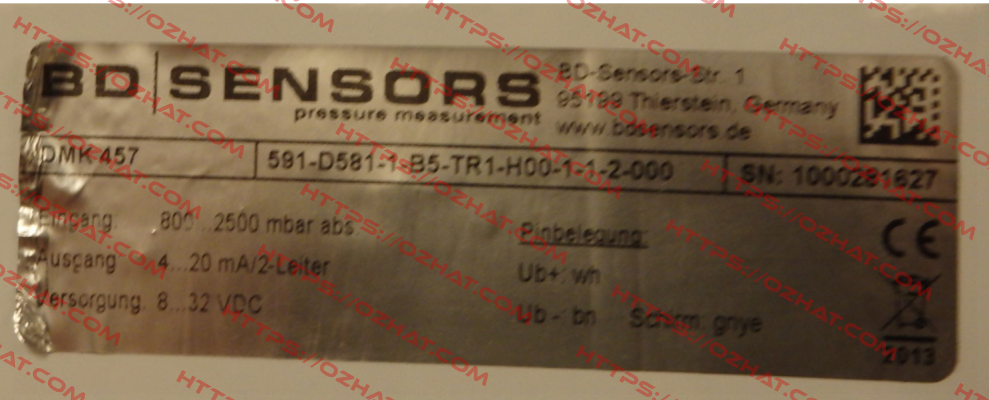 BD SENSORS
pressure measurement
BD-Sensors-Str. 1
95199 Thierstein, Germany
www.bdsensors.de
DMK 457
591-D581-1-B5-TR1-H00-1-1-2-000
SN: 1000281627
Eingang: 800...2500 mbar abs
Ausgang 4...20 mA/2-Leiter
Versorgung: 8...32 VDC
Pinbelegung:
Ub+: wh
Ub -: bn Schirm: gnye
CE
2013
HTTPS://OZHAT.COM